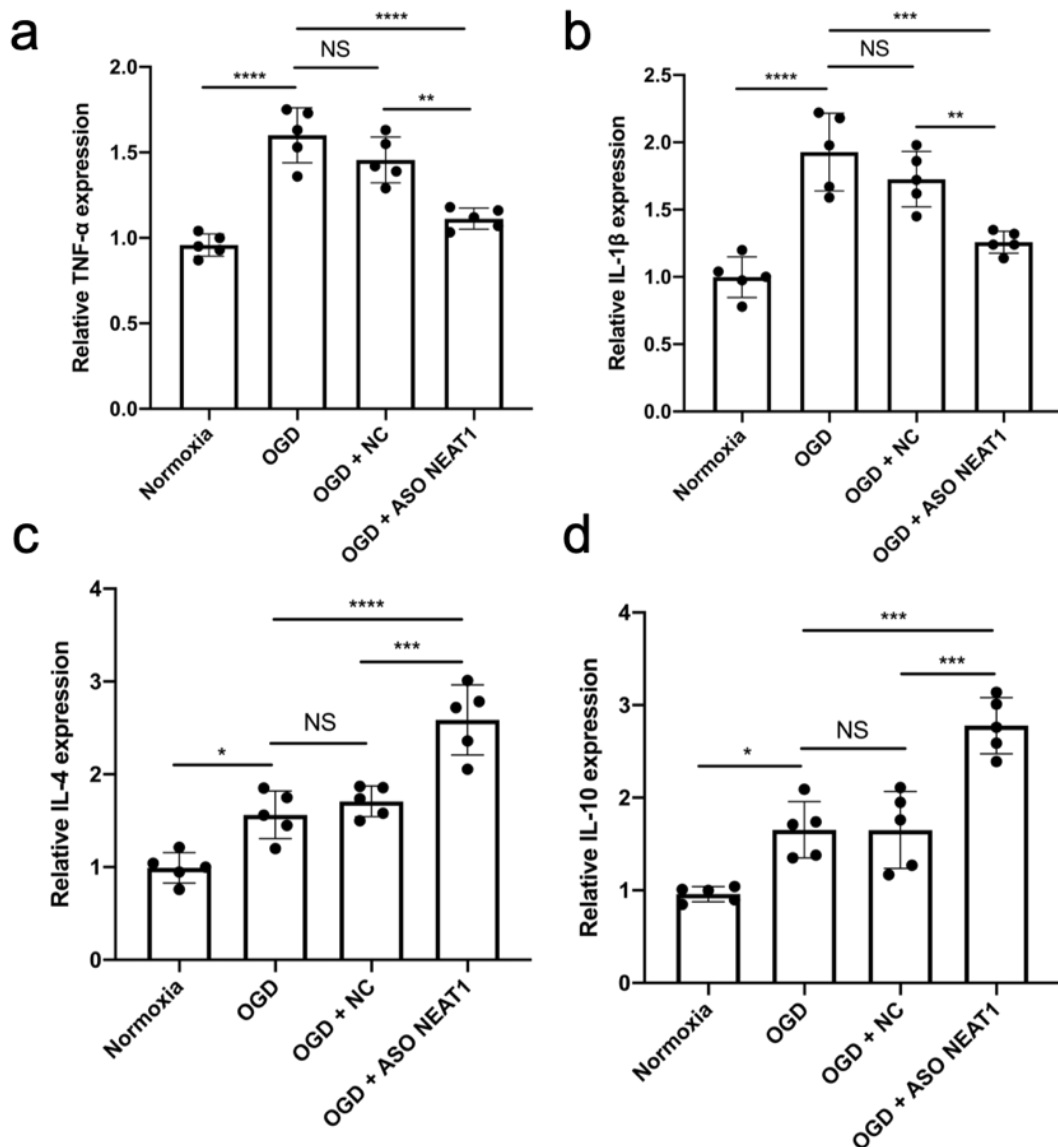 a
Relative TNF-α expression
2.0
1.5
1.0
0.5
0.0
****
NS
****
**
Normoxia
OGD
OGD + NC
OGD + ASO NEAT1
b
Relative IL-1β expression
2.5
2.0
1.5
1.0
0.5
0.0
***
NS
****
**
Normoxia
OGD
OGD + NC
OGD + ASO NEAT1
c
Relative IL-4 expression
4
3
2
1
0
****
***
NS
*
Normoxia
OGD
OGD + NC
OGD + ASO NEAT1
d
Relative IL-10 expression
4
3
2
1
0
***
***
NS
*
Normoxia
OGD
OGD + NC
OGD + ASO NEAT1